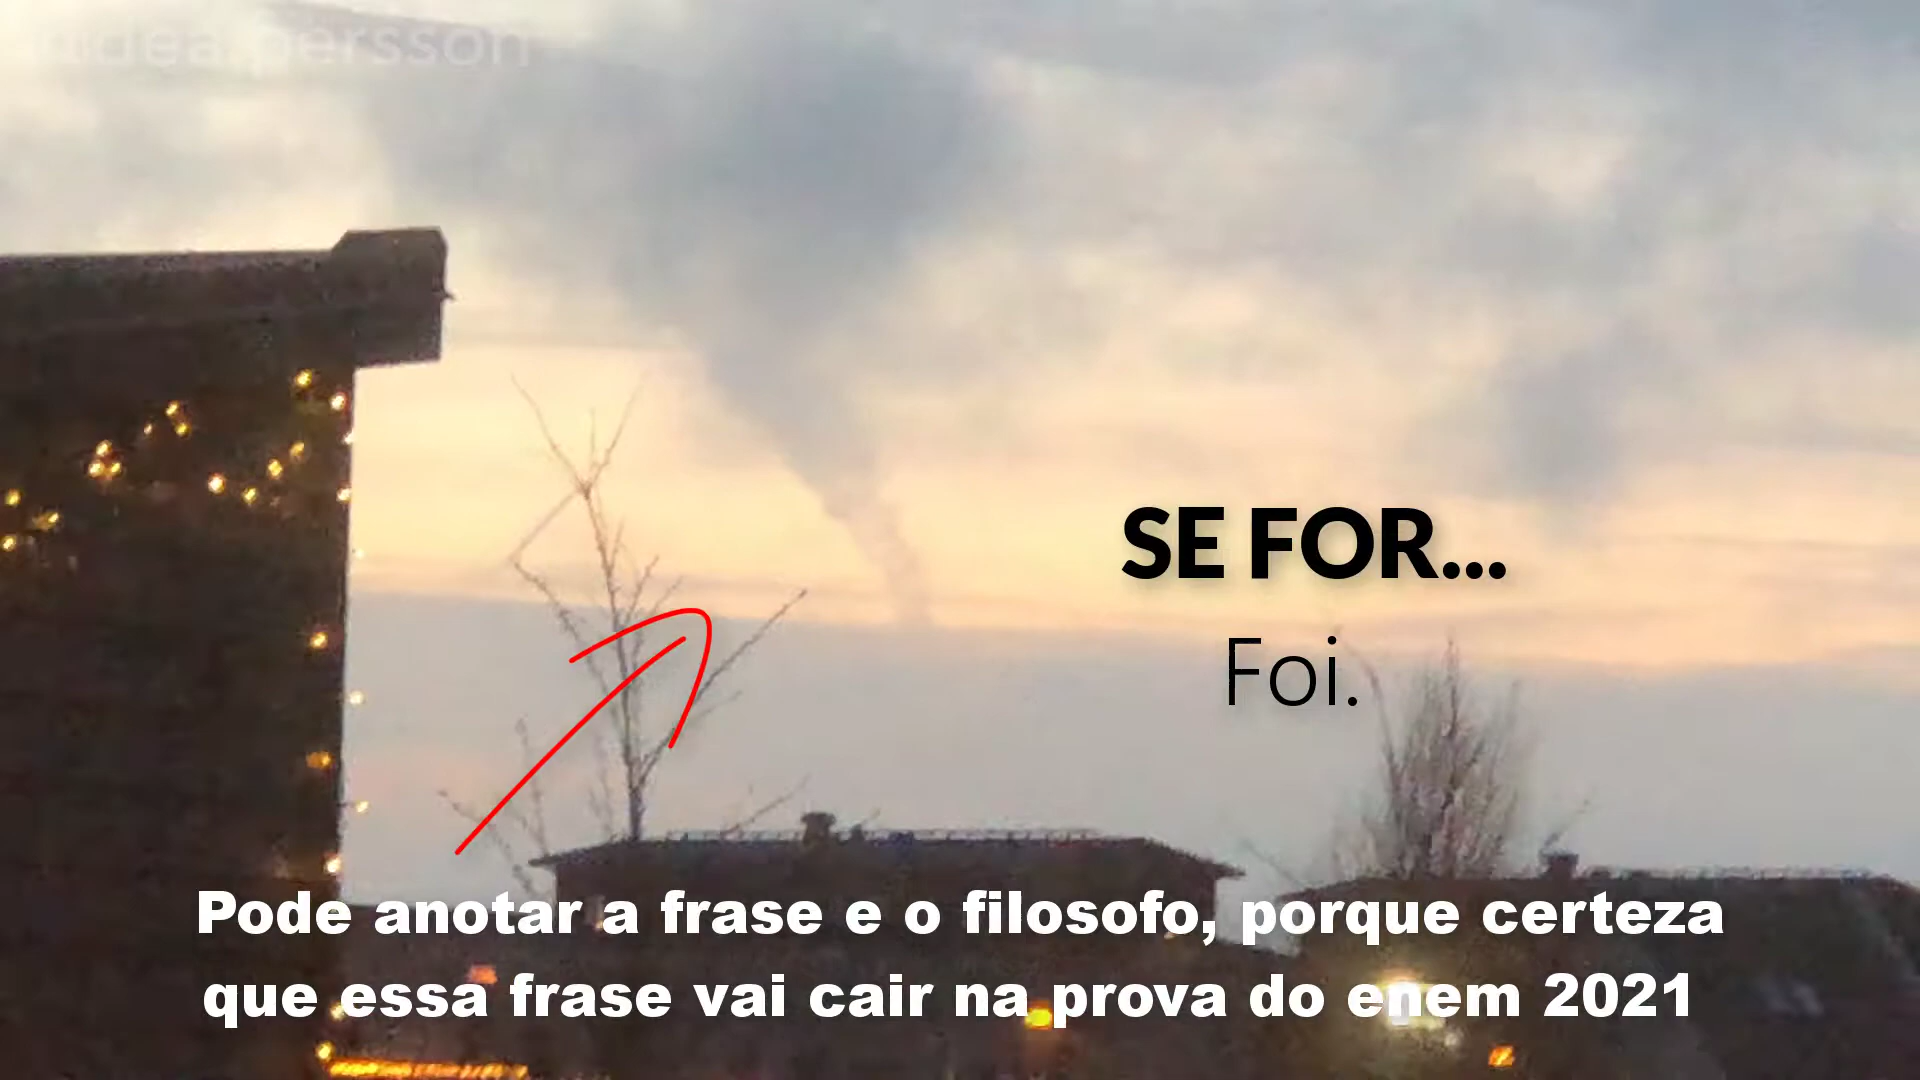 SE FOR...
Foi.
Pode anotar a frase e o filosofo, porque certeza
que essa frase vai cair na prova do enem 2021